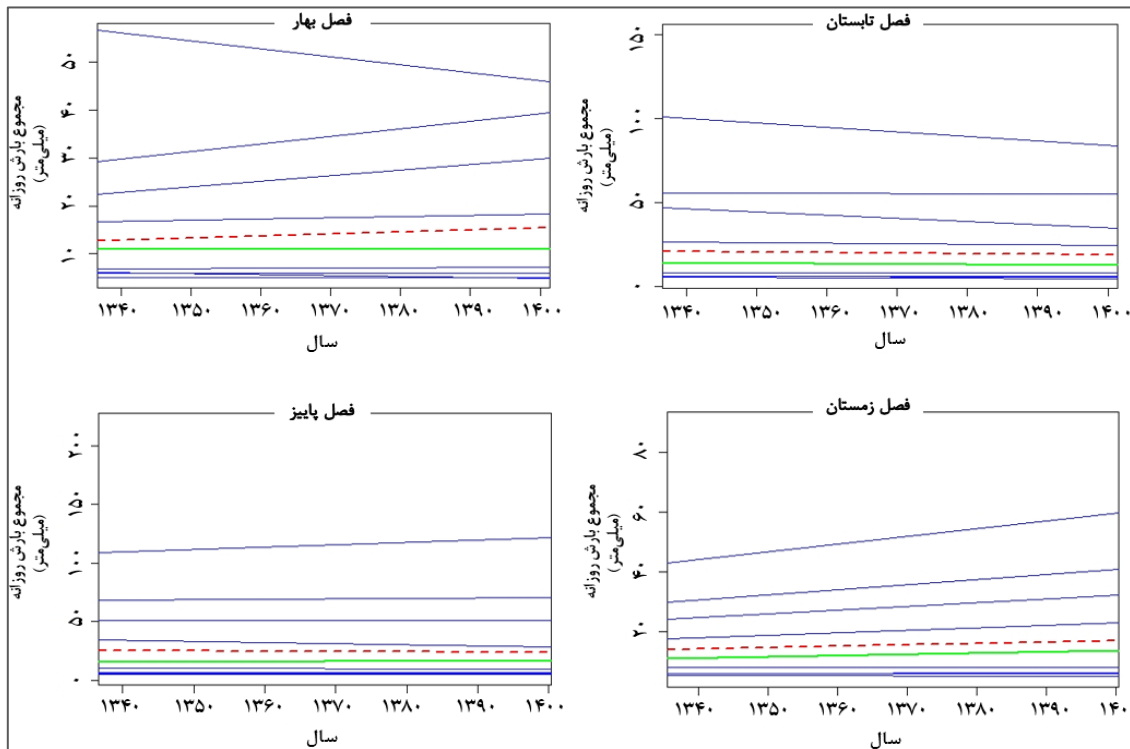 فصل بهار
مجموع بارش روزانه
(میلی‌متر)
۵۰
۴۰
۳۰
۲۰
۱۰
۱۳۴۰ ۱۳۵۰ ۱۳۶۰ ۱۳۷۰ ۱۳۸۰ ۱۳۹۰ ۱۴۰۰
سال
فصل تابستان
مجموع بارش روزانه
(میلی‌متر)
۱۵۰
۱۰۰
۵۰
۰
۱۳۴۰ ۱۳۵۰ ۱۳۶۰ ۱۳۷۰ ۱۳۸۰ ۱۳۹۰ ۱۴۰۰
سال
فصل پاییز
مجموع بارش روزانه
(میلی‌متر)
۲۰۰
۱۵۰
۱۰۰
۵۰
۰
۱۳۴۰ ۱۳۵۰ ۱۳۶۰ ۱۳۷۰ ۱۳۸۰ ۱۳۹۰ ۱۴۰۰
سال
فصل زمستان
مجموع بارش روزانه
(میلی‌متر)
۸۰
۶۰
۴۰
۲۰
۱۳۴۰ ۱۳۵۰ ۱۳۶۰ ۱۳۷۰ ۱۳۸۰ ۱۳۹۰ ۱۴۰۰
سال